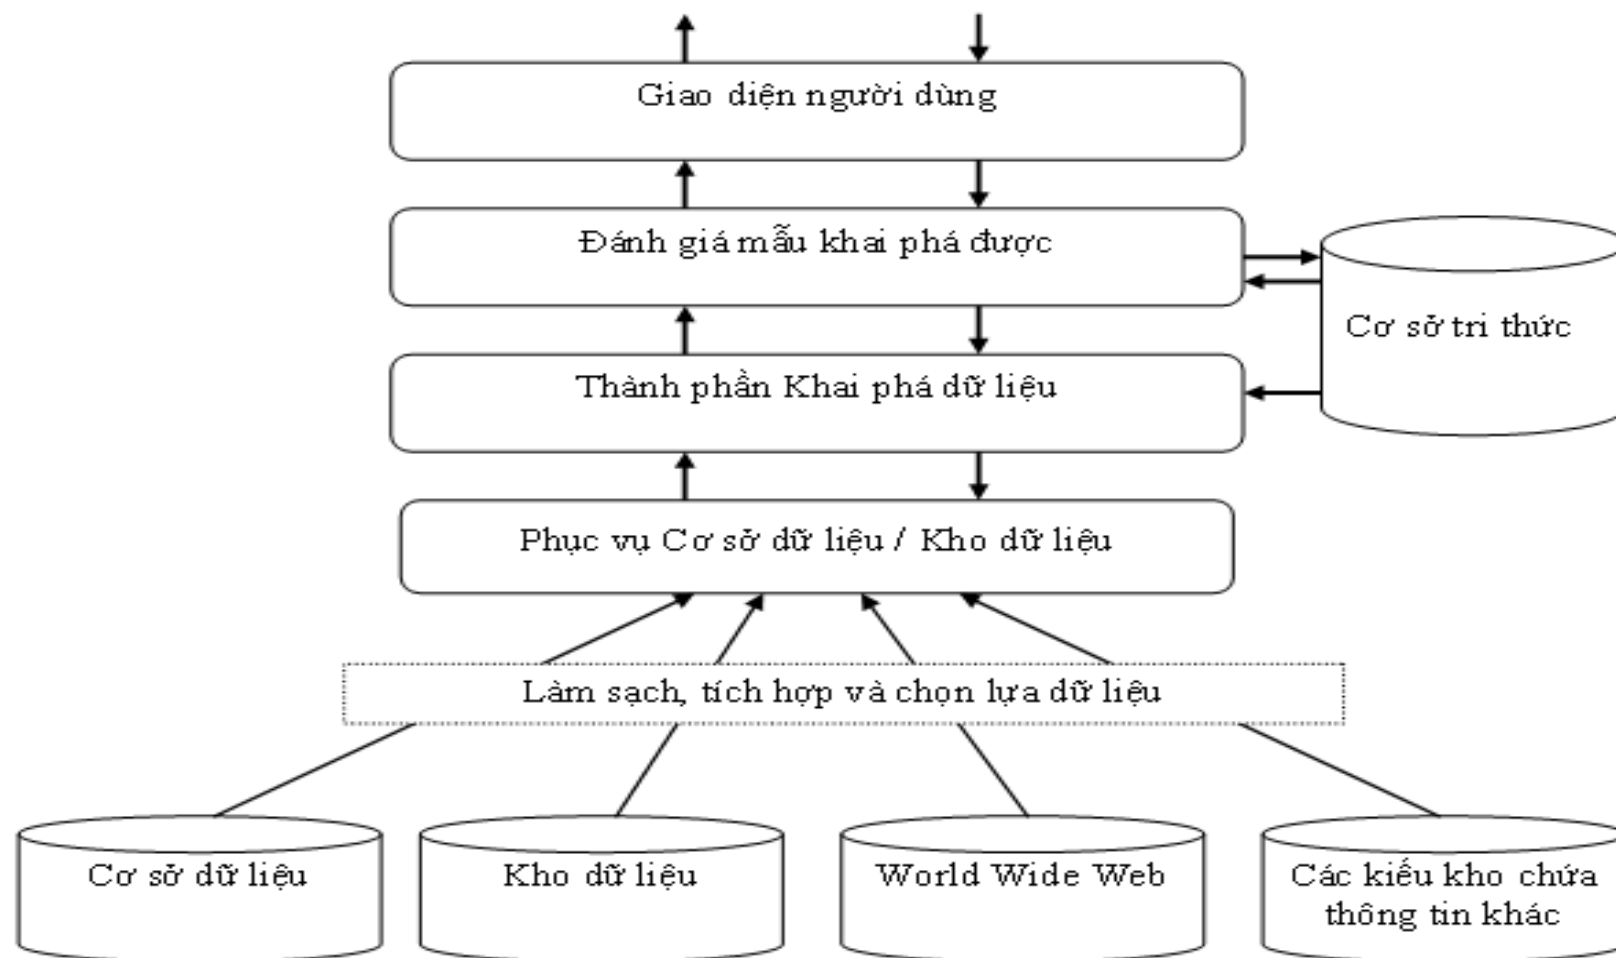 Giao diện người dùng
Đánh giá mẫu khai phá được
Cơ sở tri thức
Thành phần Khai phá dữ liệu
Phục vụ Cơ sở dữ liệu / Kho dữ liệu
Làm sạch, tích hợp và chọn lựa dữ liệu
Cơ sở dữ liệu
Kho dữ liệu
World Wide Web
Các kiểu kho chứa
thông tin khác